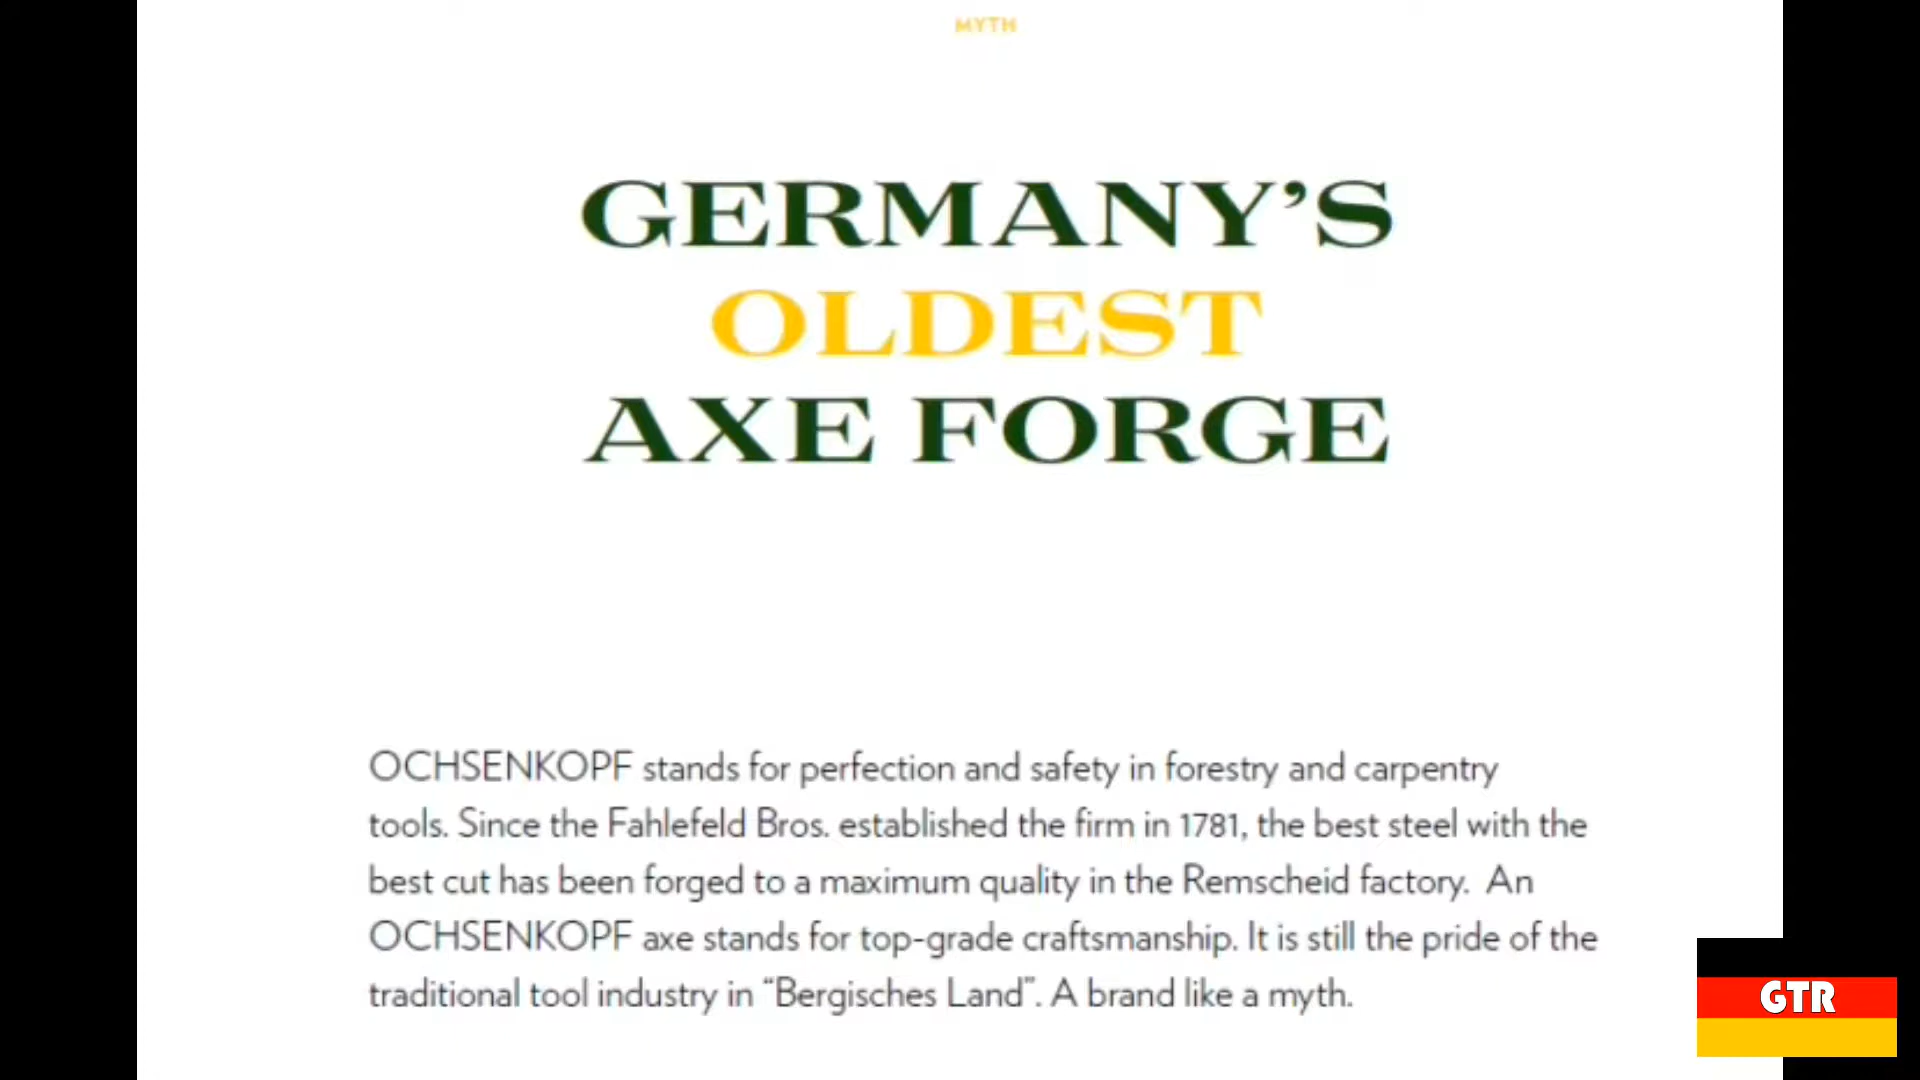 MYTH
GERMANY'S
OLDEST
AXE FORGE
OCHSENKOPF stands for perfection and safety in forestry and carpentry
tools. Since the Fahlefeld Bros. established the firm in 1781, the best steel with the
best cut has been forged to a maximum quality in the Remscheid factory. An
OCHSENKOPF axe stands for top-grade craftsmanship. It is still the pride of the
traditional tool industry in “Bergisches Land”. A brand like a myth.
GTR